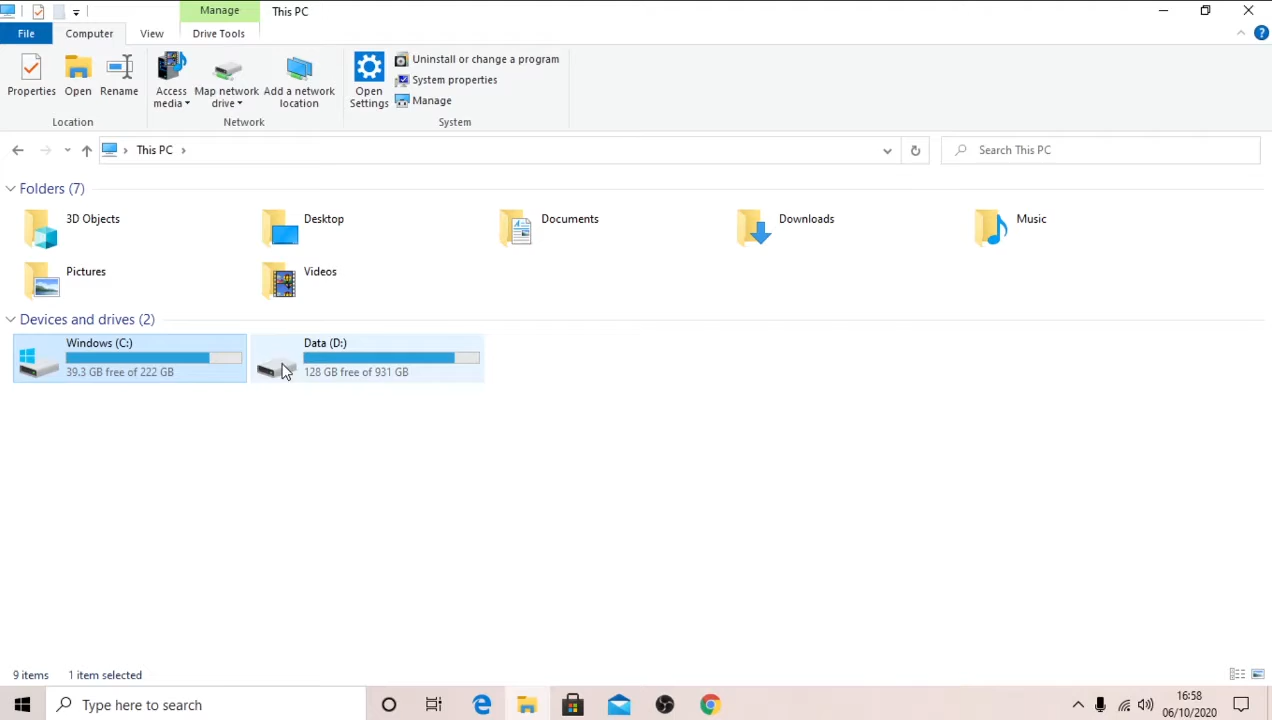 Manage
This PC
File
Computer
View
Drive Tools
Properties
Open
Rename
Access media
Map network drive
Add a network location
Open Settings
Uninstall or change a program
System properties
Manage
Location
Network
System
This PC
Search This PC
Folders (7)
3D Objects
Desktop
Documents
Downloads
Music
Pictures
Videos
Devices and drives (2)
Windows (C:)
39.3 GB free of 222 GB
Data (D:)
128 GB free of 931 GB
9 items
1 item selected
Type here to search
16:58
06/10/2020